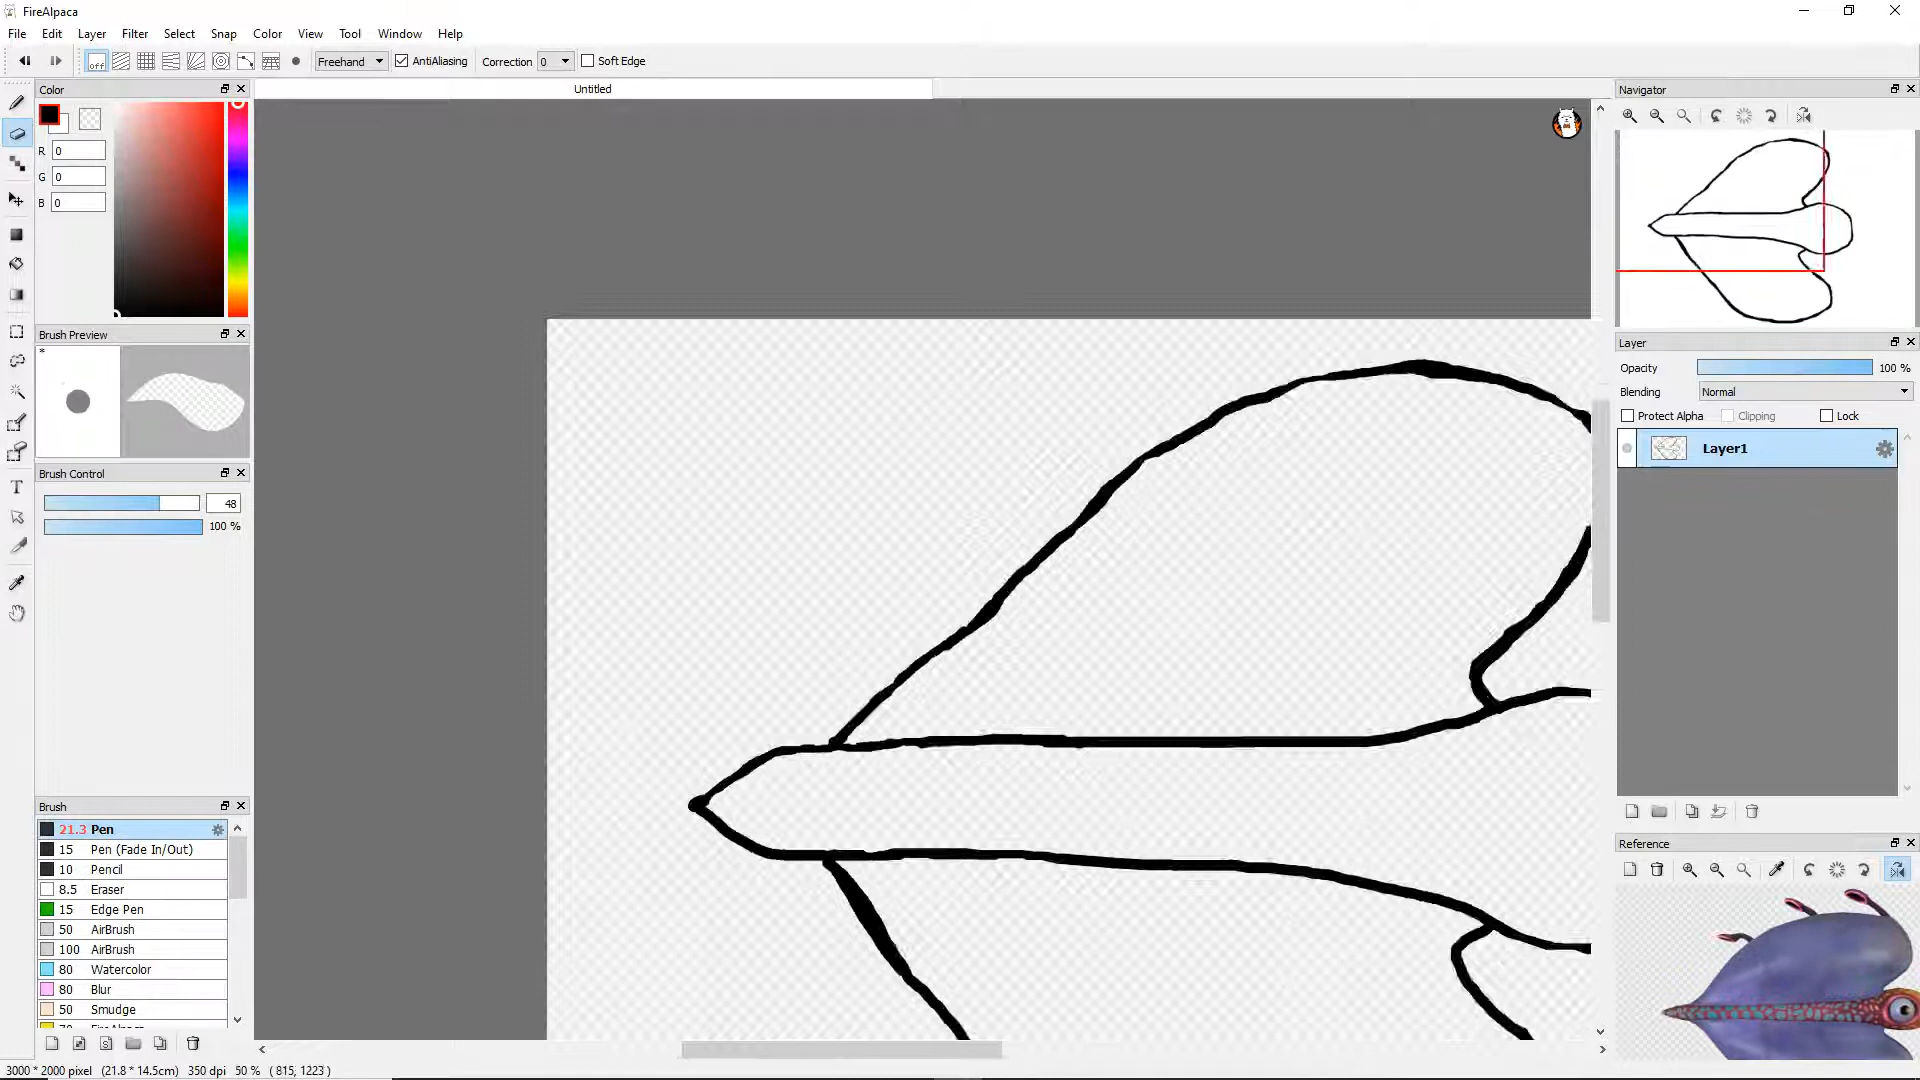 FireAlpaca
File Edit Layer Filter Select Snap Color View Tool Window Help
off Freehand AntiAliasing Correction 0 Soft Edge
Color
Untitled
Navigator
R 0
G 0
B 0
Brush Preview
*
Brush Control
48
100 %
Layer
Opacity 100 %
Blending Normal
Protect Alpha Clipping Lock
Layer1
Brush
21.3 Pen
15 Pen (Fade In/Out)
10 Pencil
8.5 Eraser
15 Edge Pen
50 AirBrush
100 AirBrush
80 Watercolor
80 Blur
50 Smudge
Reference
3000 * 2000 pixel (21.8 * 14.5cm) 350 dpi 50 % ( 815, 1223 )